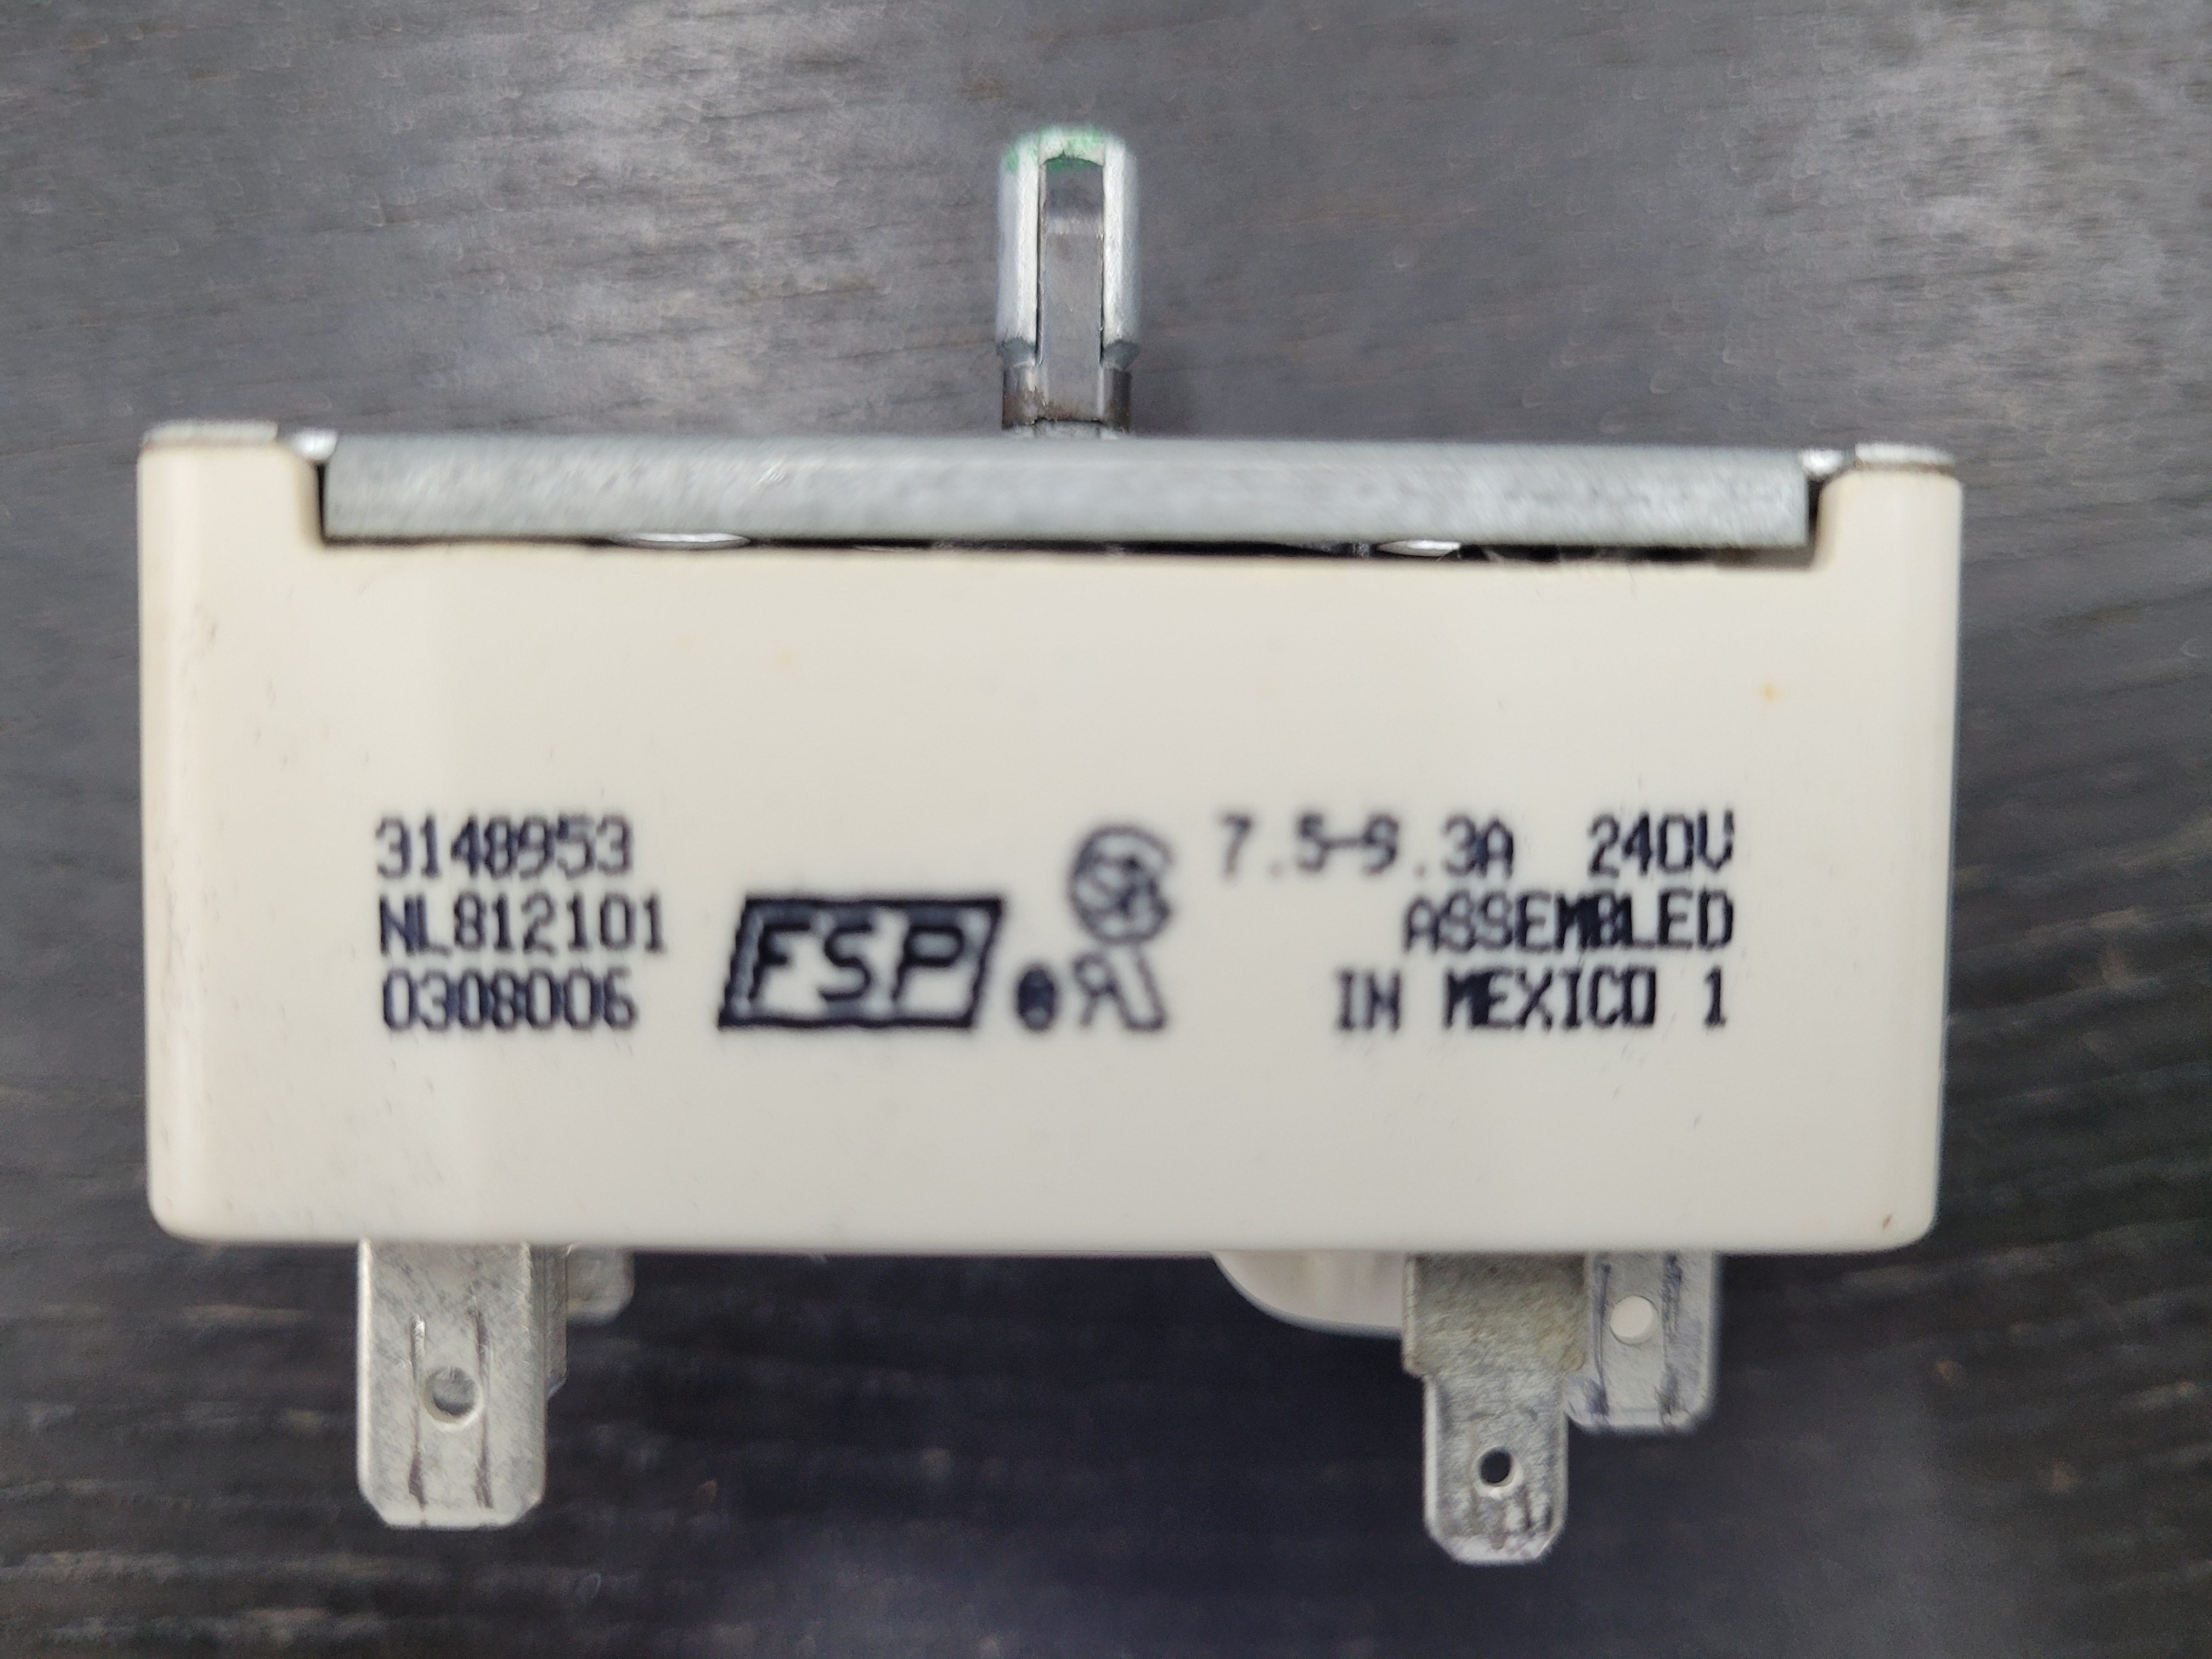 3148953
NL812101
0308006
FSP
7.5-9.3A 240V
ASSEMBLED
IN MEXICO 1